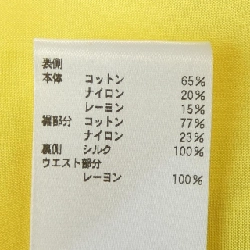 表側
本体 コットン 65%
ナイロン 20%
レーヨン 15%
裾部分 コットン 77%
ナイロン 23%
裏側 シルク 100%
ウエスト部分
レーヨン 100%